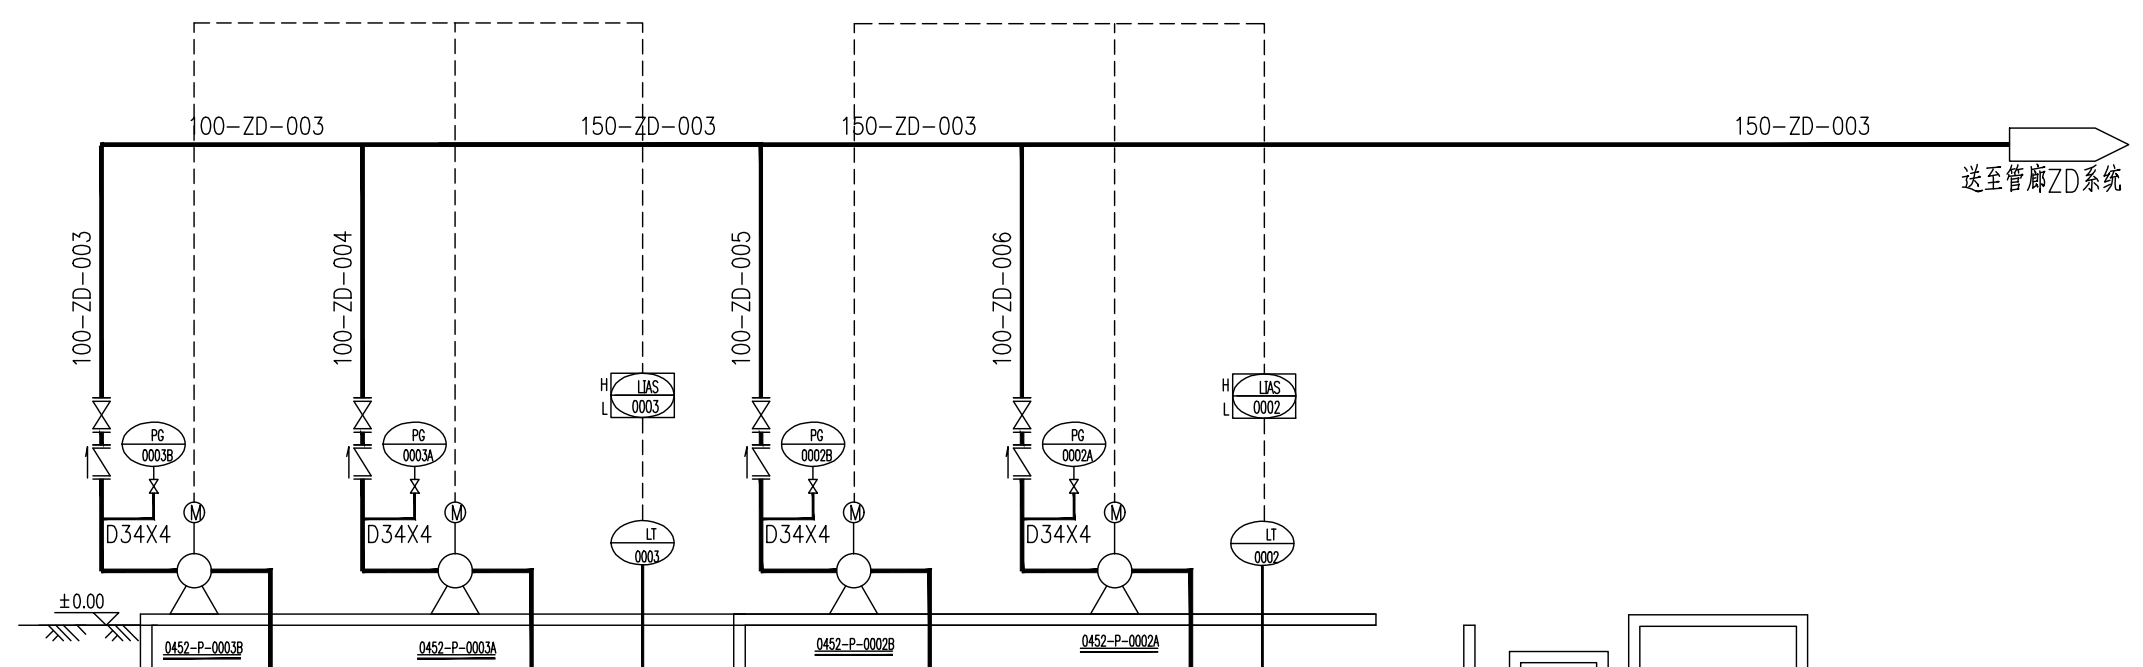 100-ZD-003
150-ZD-003
150-ZD-003
150-ZD-003
送至管廊ZD系统
100-ZD-003
100-ZD-004
100-ZD-005
100-ZD-006
H
L
LIAS
0003
H
L
LIAS
0002
PG
0003B
PG
0003A
PG
0002B
PG
0002A
M
M
M
M
D34X4
D34X4
D34X4
D34X4
LT
0003
LT
0002
±0.00
0452-P-0003B
0452-P-0003A
0452-P-0002B
0452-P-0002A